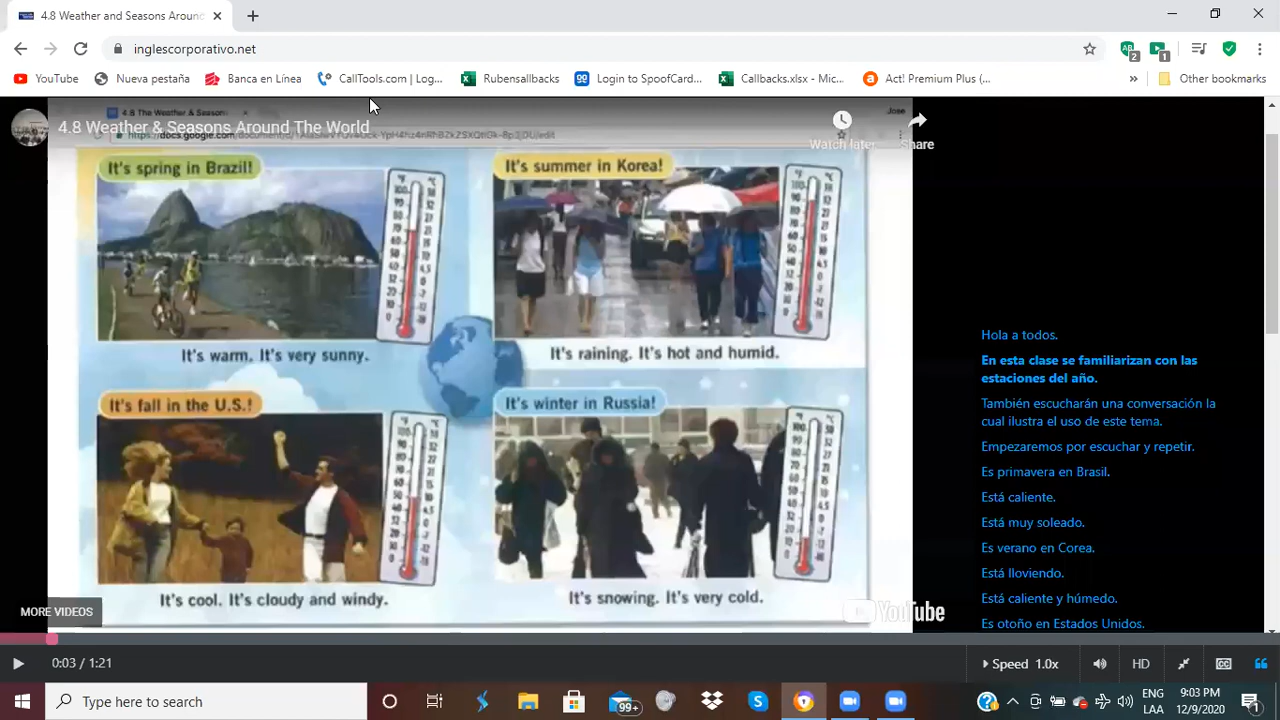 4.8 Weather and Seasons Around
inglescorporativo.net
YouTube
Nueva pestaña
Banca en Línea
CallTools.com | Log...
Rubensallbacks
Login to SpoofCard...
Callbacks.xlsx - Mic...
Act! Premium Plus (...
»
Other bookmarks
4 8 The Weather & Season
Jose
4.8 Weather & Seasons Around The World
Watch later
Share
It's spring in Brazil!
It's warm. It's very sunny.
It's summer in Korea!
It's raining. It's hot and humid.
It's fall in the U.S.!
It's cool. It's cloudy and windy.
It's winter in Russia!
It's snowing. It's very cold.
MORE VIDEOS
YouTube
Hola a todos.
En esta clase se familiarizan con las
estaciones del año.
También escucharán una conversación la
cual ilustra el uso de este tema.
Empezaremos por escuchar y repetir.
Es primavera en Brasil.
Está caliente.
Está muy soleado.
Es verano en Corea.
Está lloviendo.
Está caliente y húmedo.
Es otoño en Estados Unidos.
0:03 / 1:21
Speed 1.0x
HD
Type here to search
99+
ENG
LAA
9:03 PM
12/9/2020